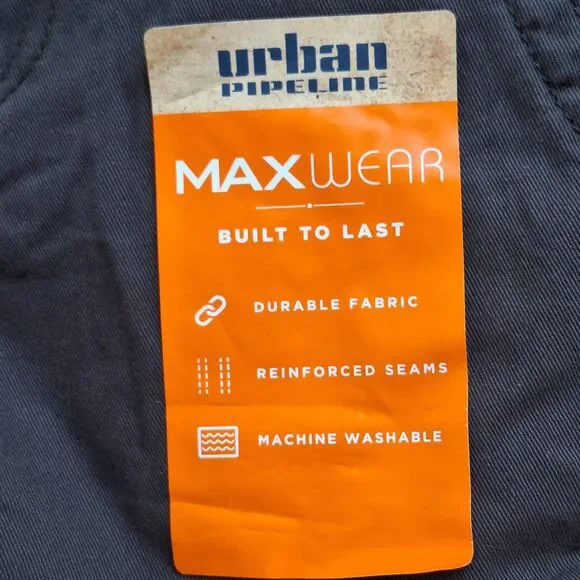 urban
PIPELINE
MAXWEAR
BUILT TO LAST
DURABLE FABRIC
REINFORCED SEAMS
MACHINE WASHABLE